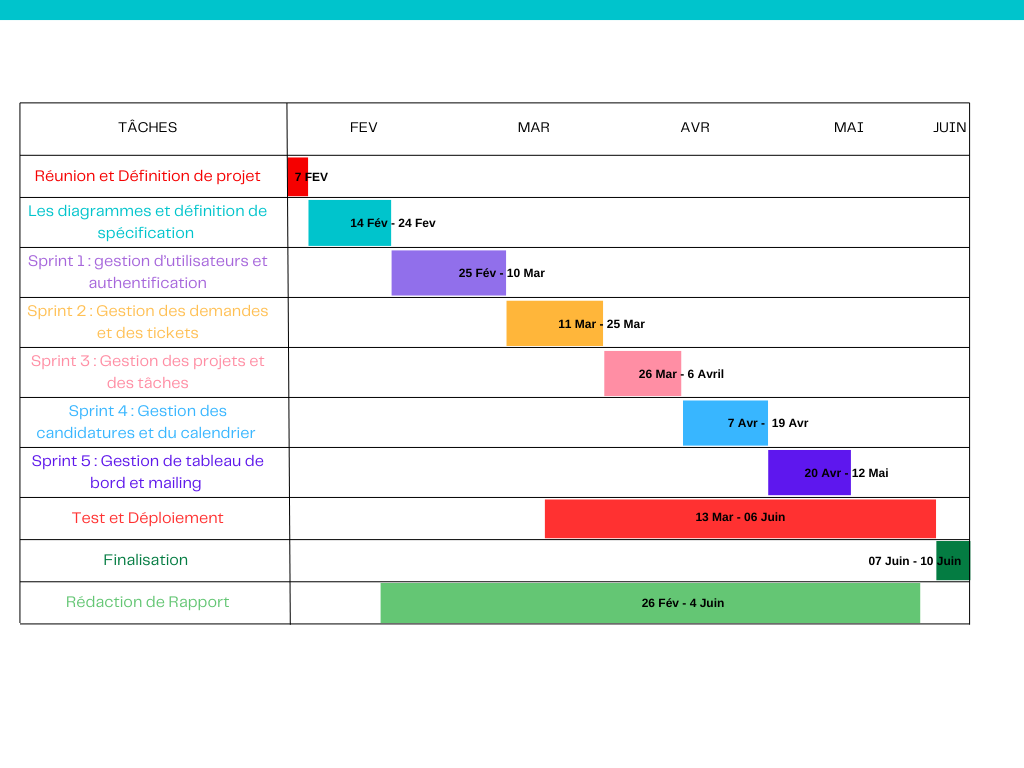 TÂCHES FEV MAR AVR MAI JUIN
Réunion et Définition de projet 7 FEV
Les diagrammes et définition de
spécification
14 Fév - 24 Fev
Sprint 1 : gestion d'utilisateurs et
authentification
25 Fév - 10 Mar
Sprint 2 : Gestion des demandes
et des tickets
11 Mar - 25 Mar
Sprint 3 : Gestion des projets et
des tâches
26 Mar - 6 Avril
Sprint 4 : Gestion des
candidatures et du calendrier
7 Avr - 19 Avr
Sprint 5 : Gestion de tableau de
bord et mailing
20 Avr - 12 Mai
Test et Déploiement 13 Mar - 06 Juin
Finalisation 07 Juin - 10 Juin
Rédaction de Rapport 26 Fév - 4 Juin